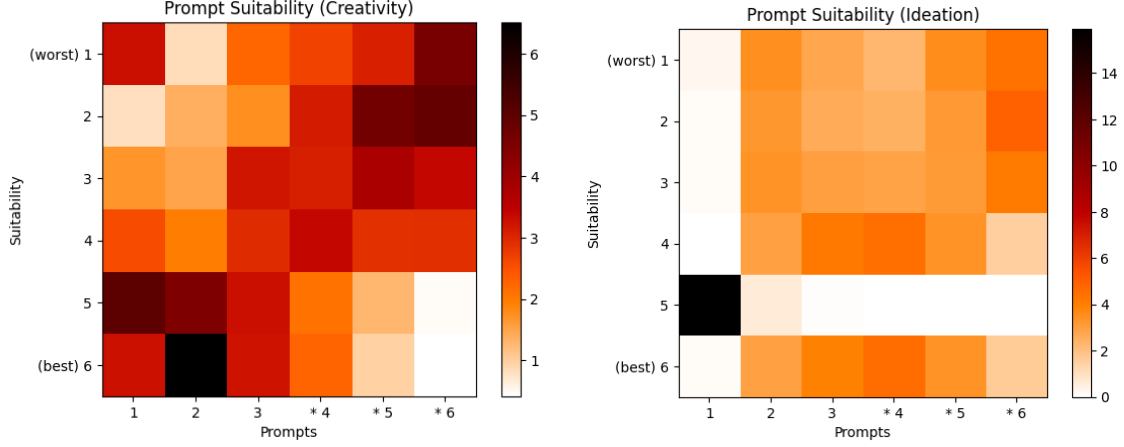 Prompt Suitability (Creativity)
Suitability
(worst) 1
2
3
4
5
(best) 6
1 2 3 * 4 * 5 * 6
Prompts
6
5
4
3
2
1
Prompt Suitability (Ideation)
Suitability
(worst) 1
2
3
4
5
(best) 6
1 2 3 * 4 * 5 * 6
Prompts
14
12
10
8
6
4
2
0